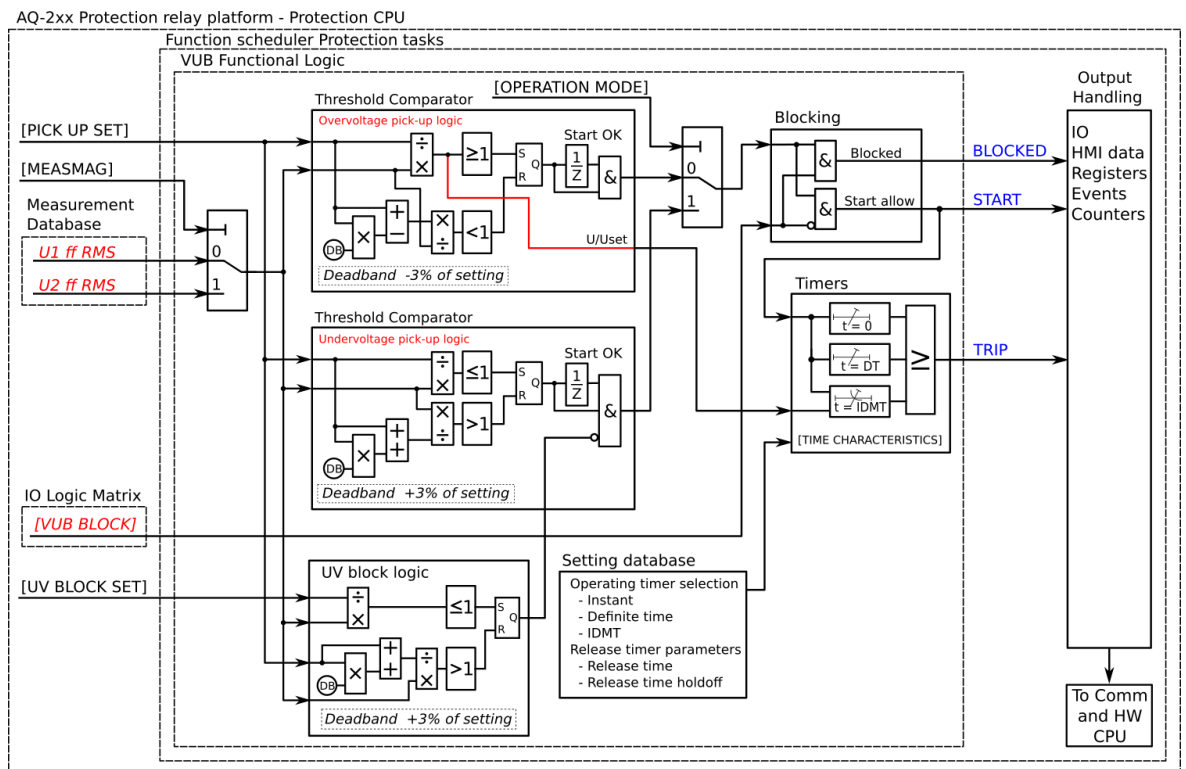 AQ-2xx Protection relay platform - Protection CPU
Function scheduler Protection tasks
VUB Functional Logic
[PICK UP SET]
[MEASMAG]
Measurement
Database
U1 ff RMS
U2 ff RMS
0
1
IO Logic Matrix
[VUB BLOCK]
[UV BLOCK SET]
Threshold Comparator
Overvoltage pick-up logic
÷
×
≥1
S
R
Q
Start OK
1
Z
&
+
−
×
DB
×
÷
<1
U/Uset
Deadband -3% of setting
Threshold Comparator
Undervoltage pick-up logic
÷
×
≤1
S
R
Q
Start OK
1
Z
&
×
÷
>1
+
+
×
DB
Deadband +3% of setting
UV block logic
÷
×
≤1
S
R
Q
+
+
×
DB
÷
×
>1
Deadband +3% of setting
[OPERATION MODE]
0
1
Blocking
&
Blocked
&
Start allow
Timers
t = 0
t = DT
t = IDMT
≥
[TIME CHARACTERISTICS]
Setting database
Operating timer selection
- Instant
- Definite time
- IDMT
Release timer parameters
- Release time
- Release time holdoff
BLOCKED
START
TRIP
Output
Handling
IO
HMI data
Registers
Events
Counters
To Comm
and HW
CPU